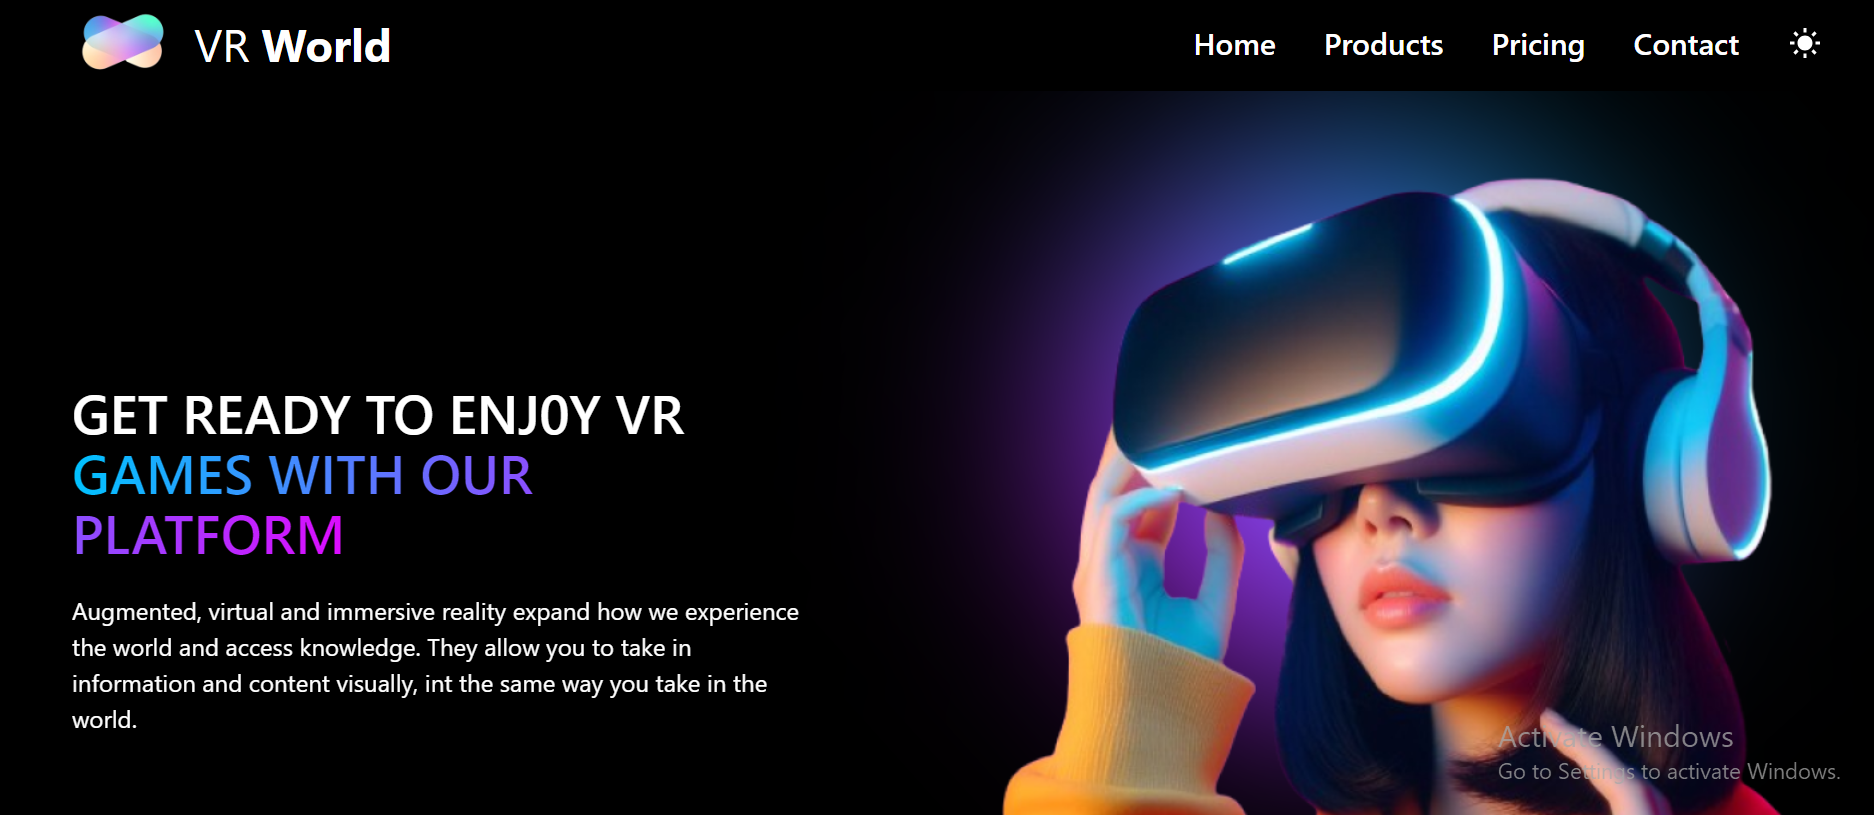 VR World
Home Products Pricing Contact
GET READY TO ENJ0Y VR
GAMES WITH OUR
PLATFORM
Augmented, virtual and immersive reality expand how we experience
the world and access knowledge. They allow you to take in
information and content visually, int the same way you take in the
world.
Activate Windows
Go to Settings to activate Windows.